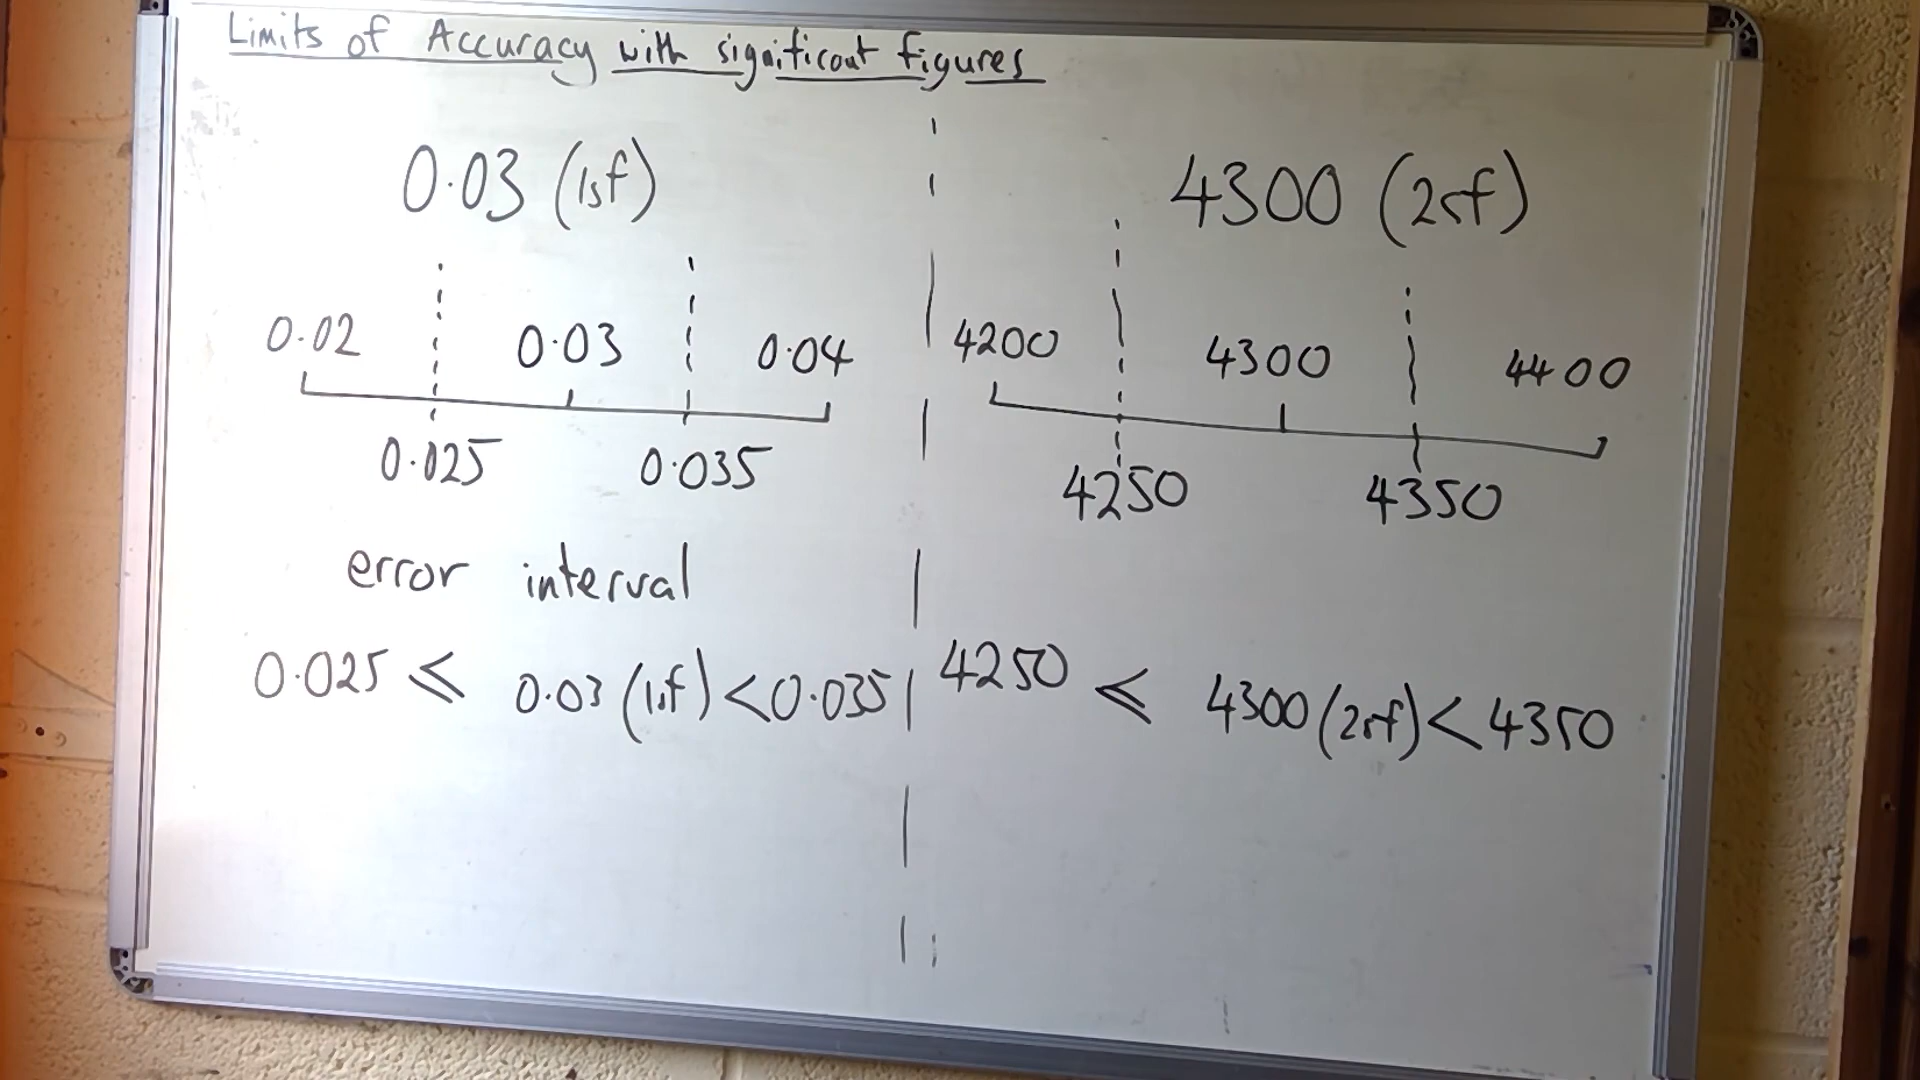 Limits of Accuracy with significant figures
0.03 (1sf)
0.02 0.03 0.04
0.025 0.035
error interval
0.025 ⩽ 0.03 (1sf) < 0.035
4300 (2sf)
4200 4300 4400
4250 4350
4250 ⩽ 4300 (2sf) < 4350